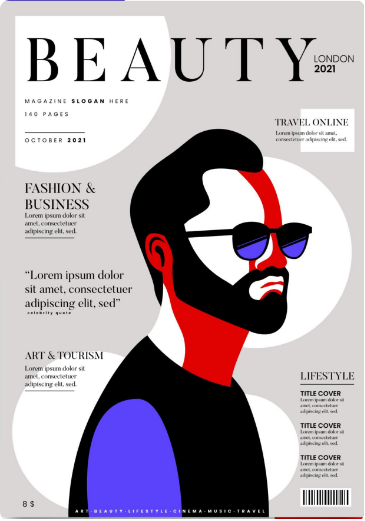 BEAUTY
LONDON
2021
MAGAZINE SLOGAN HERE
160 PAGES
OCTOBER 2021
TRAVEL ONLINE
Lorem ipsum dolor sit amet,
consectetuer adipiscing elit, sed.
FASHION &
BUSINESS
Lorem ipsum dolor sit
amet, consectetuer
adipiscing elit, sed.
“Lorem ipsum dolor
sit amet, consectetuer
adipiscing elit, sed”
celebrity quote
ART & TOURISM
Lorem ipsum dolor sit
amet, consectetuer
adipiscing elit, sed.
LIFESTYLE
TITLE COVER
Lorem ipsum dolor sit
amet, consectetuer
adipiscing elit, sed.
TITLE COVER
Lorem ipsum dolor sit
amet, consectetuer
adipiscing elit, sed.
TITLE COVER
Lorem ipsum dolor sit
amet, consectetuer
adipiscing elit, sed.
8 $
ART-BEAUTY-LIFESTYLE-CINEMA-MUSIC-TRAVEL